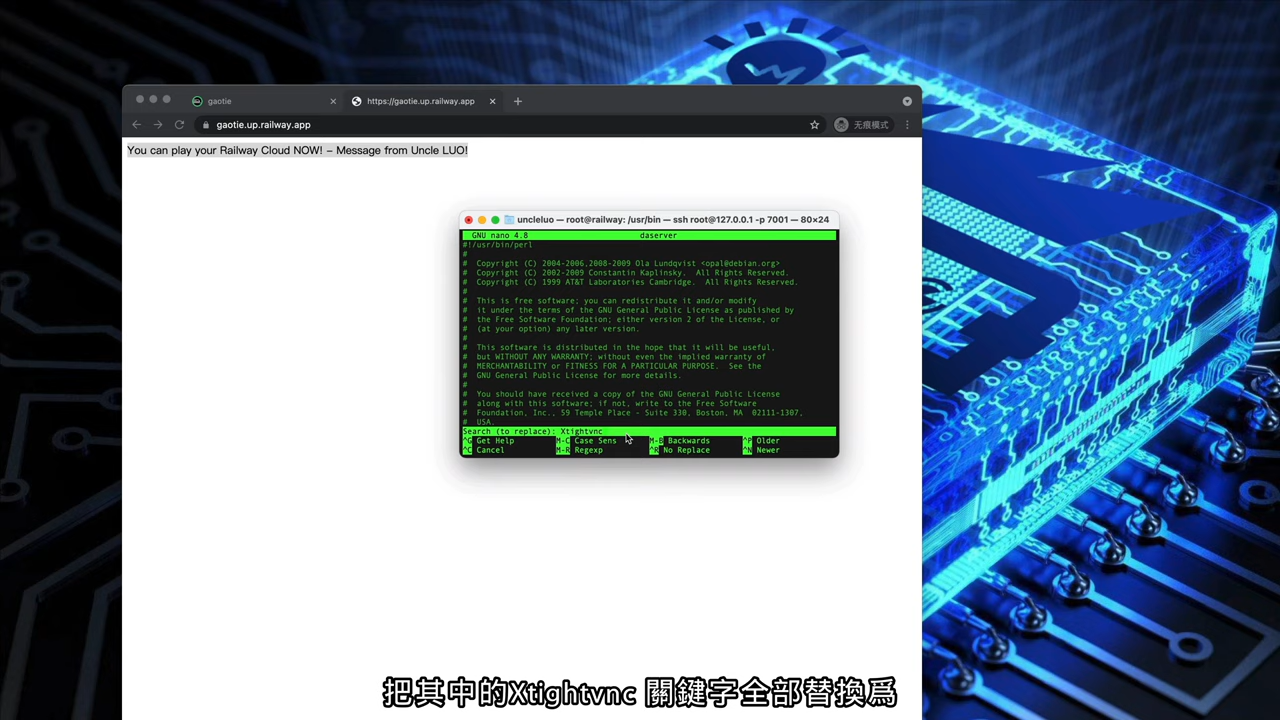 gaotie
https://gaotie.up.railway.app
gaotie.up.railway.app
无痕模式
You can play your Railway Cloud NOW! – Message from Uncle LUO!
uncleluo — root@railway: /usr/bin — ssh root@127.0.0.1 -p 7001 — 80×24
GNU nano 4.8 daserver
#!/usr/bin/perl
#
# Copyright (C) 2004-2006,2008-2009 Ola Lundqvist <opal@debian.org>
# Copyright (C) 2002-2009 Constantin Kaplinsky. All Rights Reserved.
# Copyright (C) 1999 AT&T Laboratories Cambridge. All Rights Reserved.
#
# This is free software; you can redistribute it and/or modify
# it under the terms of the GNU General Public License as published by
# the Free Software Foundation; either version 2 of the License, or
# (at your option) any later version.
#
# This software is distributed in the hope that it will be useful,
# but WITHOUT ANY WARRANTY; without even the implied warranty of
# MERCHANTABILITY or FITNESS FOR A PARTICULAR PURPOSE. See the
# GNU General Public License for more details.
#
# You should have received a copy of the GNU General Public License
# along with this software; if not, write to the Free Software
# Foundation, Inc., 59 Temple Place - Suite 330, Boston, MA 02111-1307,
# USA.
Search (to replace): Xtightvnc
^G Get Help M-C Case Sens M-B Backwards ^P Older
^C Cancel M-R Regexp ^R No Replace ^N Newer
把其中的Xtightvnc 關鍵字全部替換爲